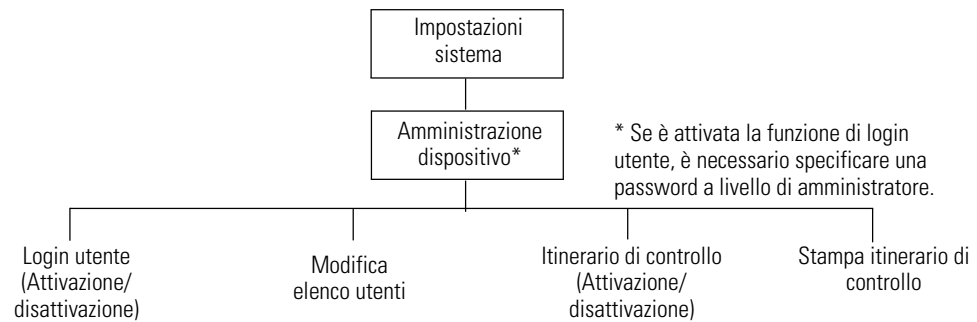 Impostazioni
sistema
Amministrazione
dispositivo*
* Se è attivata la funzione di login
utente, è necessario specificare una
password a livello di amministratore.
Login utente
(Attivazione/
disattivazione)
Modifica
elenco utenti
Itinerario di controllo
(Attivazione/
disattivazione)
Stampa itinerario di
controllo